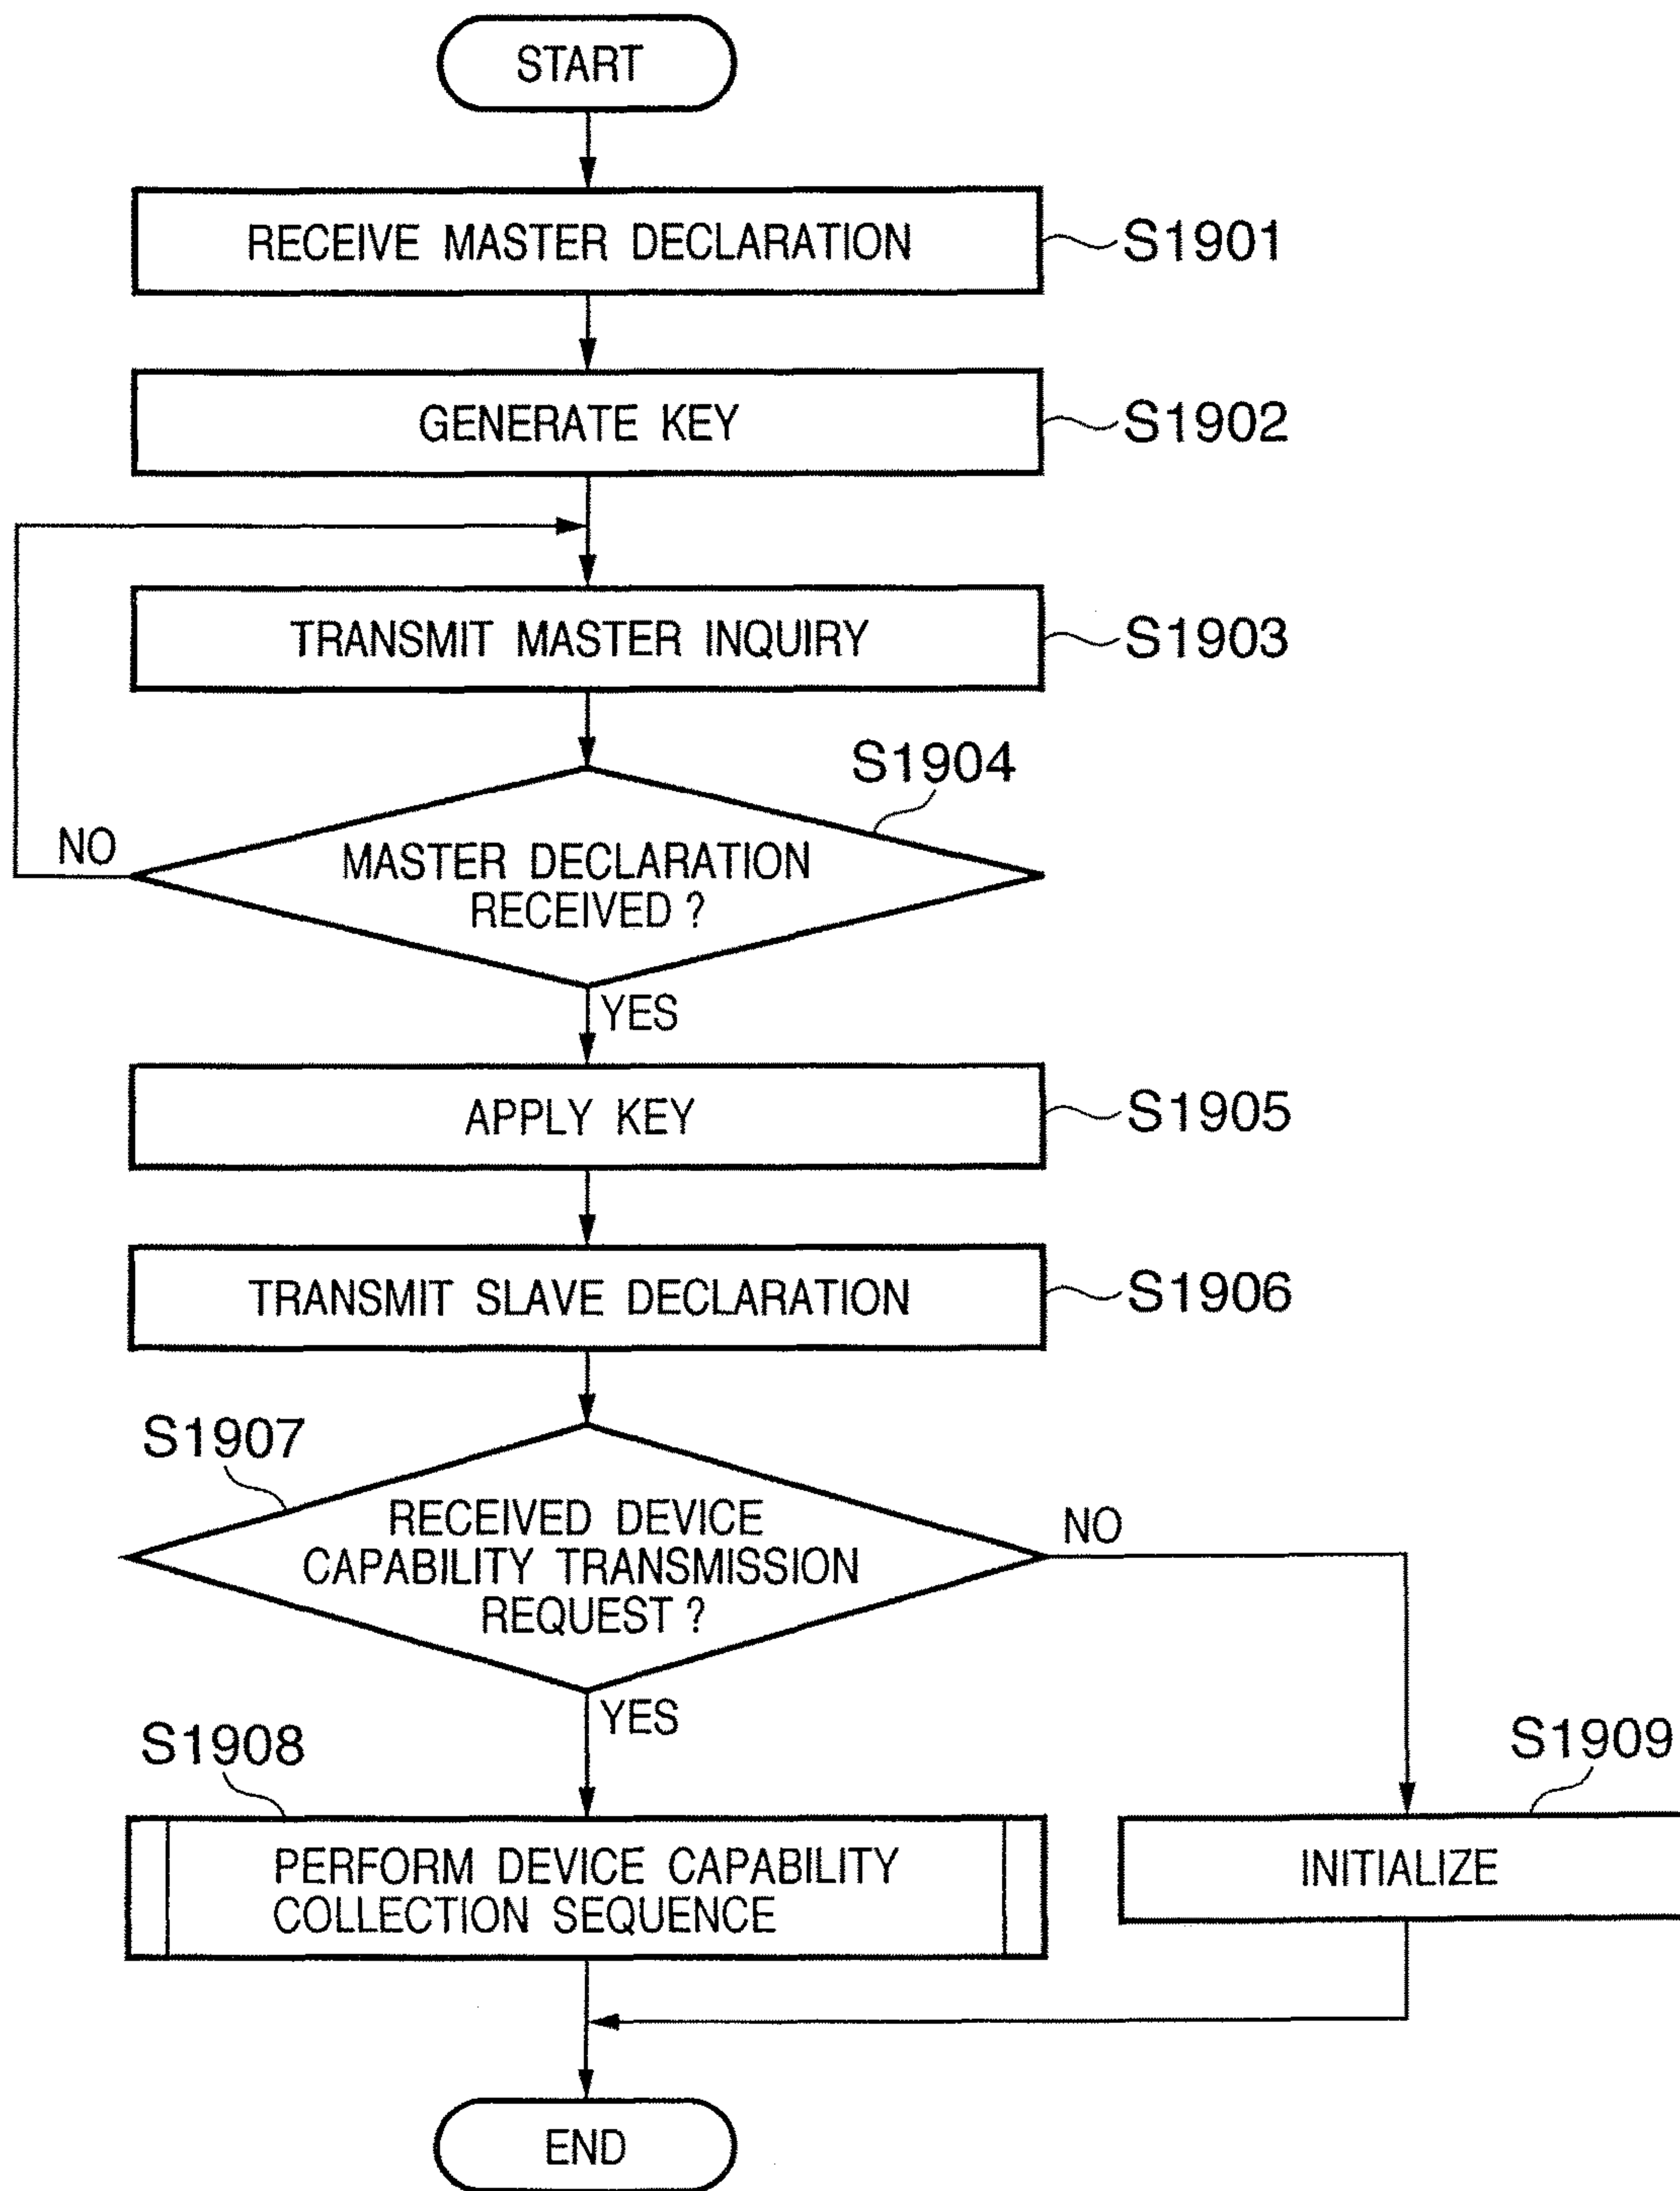 START
RECEIVE MASTER DECLARATION
S1901
GENERATE KEY
S1902
TRANSMIT MASTER INQUIRY
S1903
S1904
NO
MASTER DECLARATION
RECEIVED ?
YES
APPLY KEY
S1905
TRANSMIT SLAVE DECLARATION
S1906
S1907
RECEIVED DEVICE
CAPABILITY TRANSMISSION
REQUEST ?
NO
YES
S1908
PERFORM DEVICE CAPABILITY
COLLECTION SEQUENCE
S1909
INITIALIZE
END